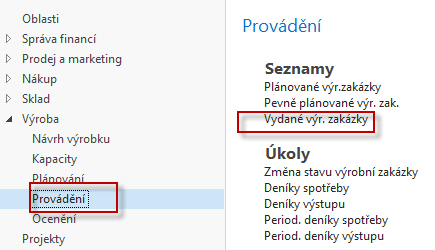 Oblasti
Správa financí
Prodej a marketing
Nákup
Sklad
Výroba
Návrh výrobku
Kapacity
Plánování
Provádění
Ocenění
Projekty
Provádění
Seznamy
Plánované výr.zakázky
Pevně plánované výr. zak.
Vydané výr. zakázky
Úkoly
Změna stavu výrobní zakázky
Deníky spotřeby
Deníky výstupu
Period. deníky spotřeby
Period. deníky výstupu